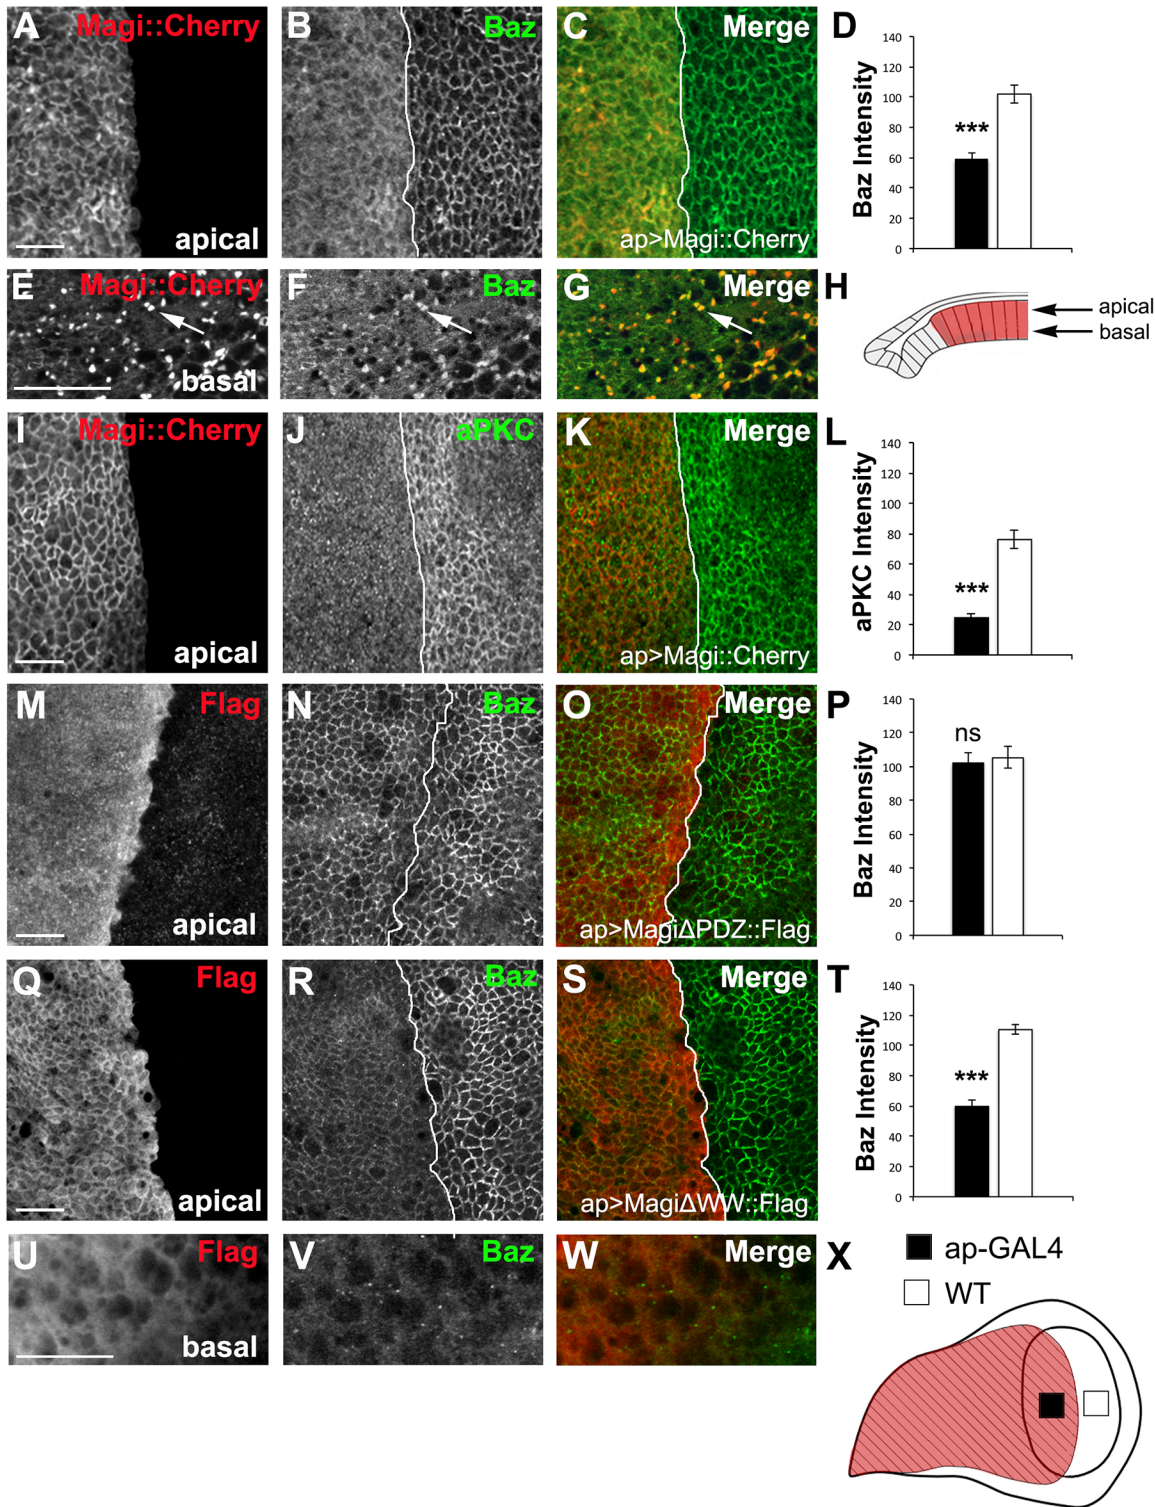 A Magi::Cherry apical
B Baz
C Merge ap>Magi::Cherry
D
140
120
100
80
60
40
20
0
Baz Intensity
***
E Magi::Cherry basal
F Baz
G Merge
H
apical
basal
I Magi::Cherry apical
J aPKC
K Merge ap>Magi::Cherry
L
140
120
100
80
60
40
20
0
aPKC Intensity
***
M Flag apical
N Baz
O Merge ap>MagiΔPDZ::Flag
P
140
120
100
80
60
40
20
0
Baz Intensity
ns
Q Flag apical
R Baz
S Merge ap>MagiΔWW::Flag
T
140
120
100
80
60
40
20
0
Baz Intensity
***
U Flag basal
V Baz
W Merge
X
ap-GAL4
WT